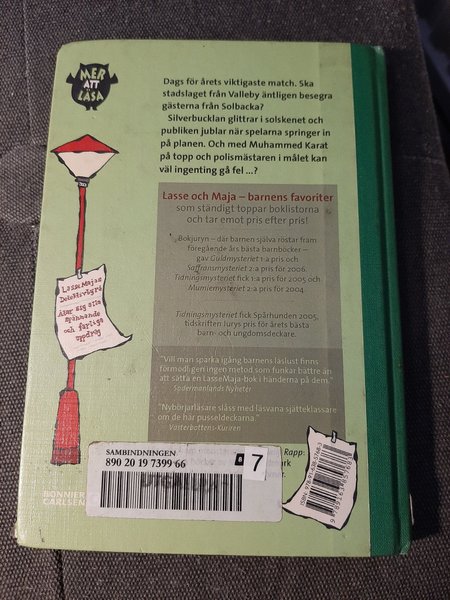 MER
ATT
LÄSA
Dags för årets viktigaste match. Ska
stadslaget från Valleby äntligen besegra
gästerna från Solbacka?
Silverbucklan glittrar i solskenet och
publiken jublar när spelarna springer in
på planen. Och med Muhammed Karat
på topp och polismästaren i målet kan
väl ingenting gå fel ...?
Lasse och Maja – barnens favoriter
som ständigt toppar boklistorna
och tar emot pris efter pris!
Bokjuryn – där barnen själva röstar fram
föregående års bästa barnböcker –
gav Guldmysteriet 1:a pris och
Saffransmysteriet 2:a pris för 2006.
Tidningsmysteriet fick 1:a pris för 2005 och
Mumiemysteriet 2:a pris för 2004.
Tidningsmysteriet fick Spårhunden 2005,
tidskriften Jurys pris för årets bästa
barn- och ungdomsdeckare.
"Vill man sparka igång barnens läslust finns
förmodligen ingen metod som funkar bättre än
att sätta en LasseMaja-bok i händerna på dem."
Södermanlands Nyheter
"Nybörjarläsare slåss med läsvana sjätteklassare
om de här pusseldeckarna."
Västerbottens-Kuriren
LasseMajas
Detektivbyrå
Åtar sig alla
spännande
och farliga
uppdrag
Rapp:
ark
SAMBINDNINGEN
890 20 19 7399 66
8 7
BONNIER
CARLSEN